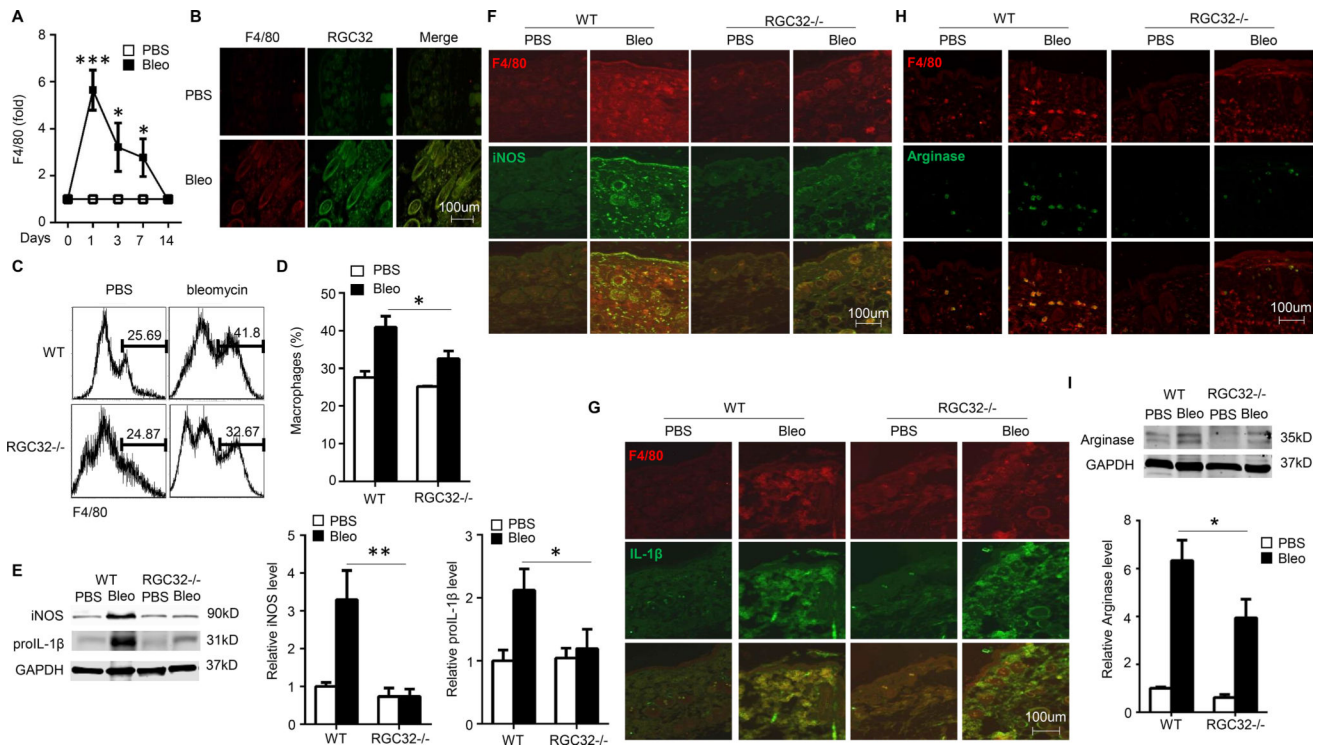 A
F4/80 (fold)
8
6
4
2
0
PBS
Bleo
***
*
*
Days 0 1 3 7 14
B
F4/80 RGC32 Merge
PBS
Bleo
100um
C
PBS bleomycin
WT
25.69
41.8
RGC32-/-
24.87
32.67
F4/80
D
PBS
Bleo
Macrophages (%)
50
40
30
20
10
0
*
WT RGC32-/-
E
WT RGC32-/-
PBS Bleo PBS Bleo
iNOS 90kD
proIL-1β 31kD
GAPDH 37kD
PBS
Bleo
Relative iNOS level
5
4
3
2
1
0
**
WT RGC32-/-
PBS
Bleo
Relative proIL-1β level
3
2
1
0
*
WT RGC32-/-
F
WT RGC32-/-
PBS Bleo PBS Bleo
F4/80
iNOS
100um
G
WT RGC32-/-
PBS Bleo PBS Bleo
F4/80
IL-1β
100um
H
WT RGC32-/-
PBS Bleo PBS Bleo
F4/80
Arginase
100um
I
WT RGC32-/-
PBS Bleo PBS Bleo
Arginase 35kD
GAPDH 37kD
Relative Arginase level
8
6
4
2
0
*
PBS
Bleo
WT RGC32-/-